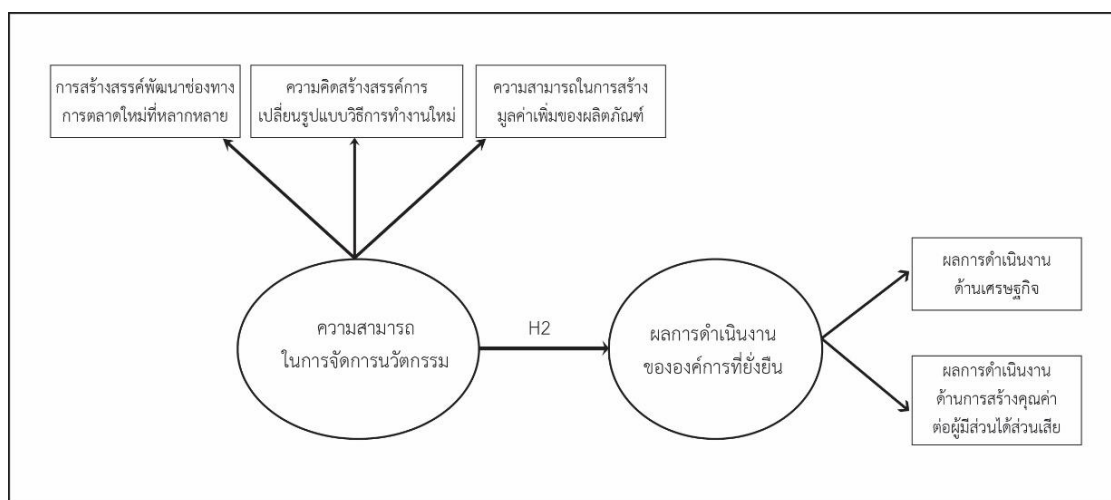 การสร้างสรรค์พัฒนาช่องทาง
การตลาดใหม่ที่หลากหลาย
ความคิดสร้างสรรค์การ
เปลี่ยนรูปแบบวิธีการทำงานใหม่
ความสามารถในการสร้าง
มูลค่าเพิ่มของผลิตภัณฑ์
ความสามารถ
ในการจัดการนวัตกรรม
H2
ผลการดำเนินงาน
ขององค์การที่ยั่งยืน
ผลการดำเนินงาน
ด้านเศรษฐกิจ
ผลการดำเนินงาน
ด้านการสร้างคุณค่า
ต่อผู้มีส่วนได้ส่วนเสีย